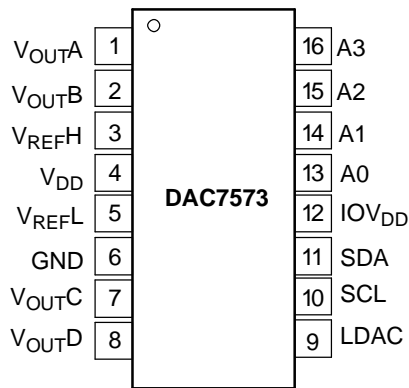 VOUTA 1 16 A3
VOUTB 2 15 A2
VREFH 3 14 A1
VDD 4 13 A0
DAC7573
VREFL 5 12 IOVDD
GND 6 11 SDA
VOUTC 7 10 SCL
VOUTD 8 9 LDAC